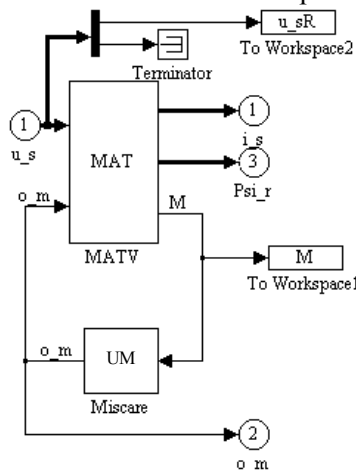 u_sR
To Workspace2
Terminator
1
u_s
MAT
1
i_s
3
Psi_r
o_m
M
MATV
M
To Workspace1
o_m
UM
Miscare
2
o_m